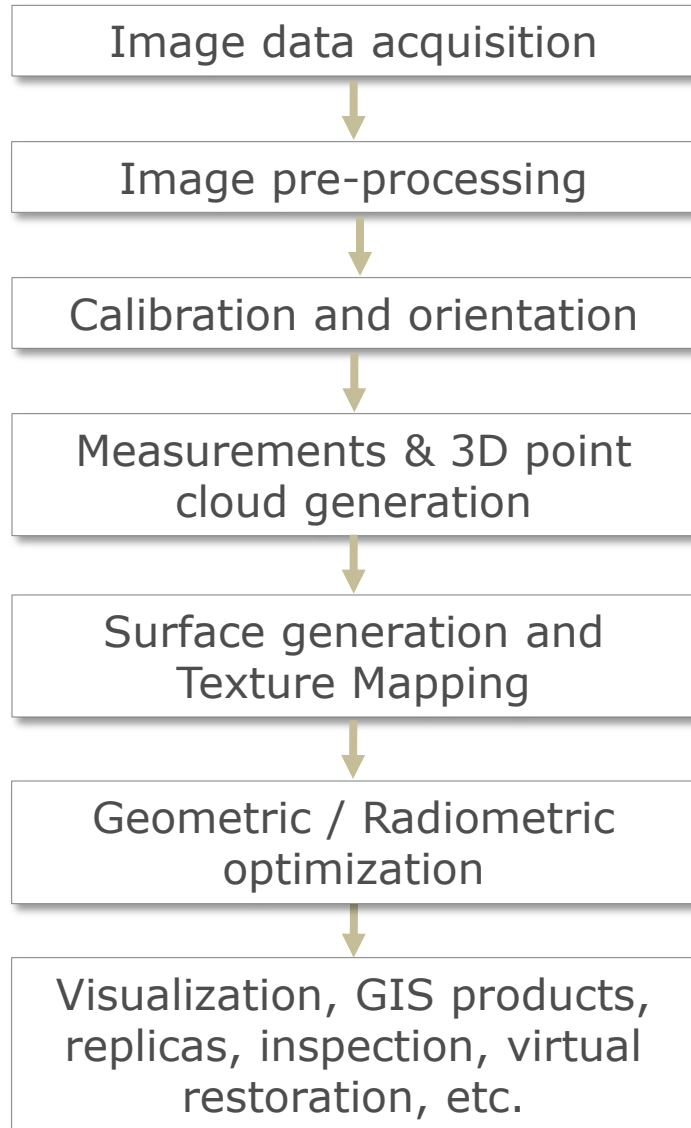 Image data acquisition
Image pre-processing
Calibration and orientation
Measurements & 3D point
cloud generation
Surface generation and
Texture Mapping
Geometric / Radiometric
optimization
Visualization, GIS products,
replicas, inspection, virtual
restoration, etc.